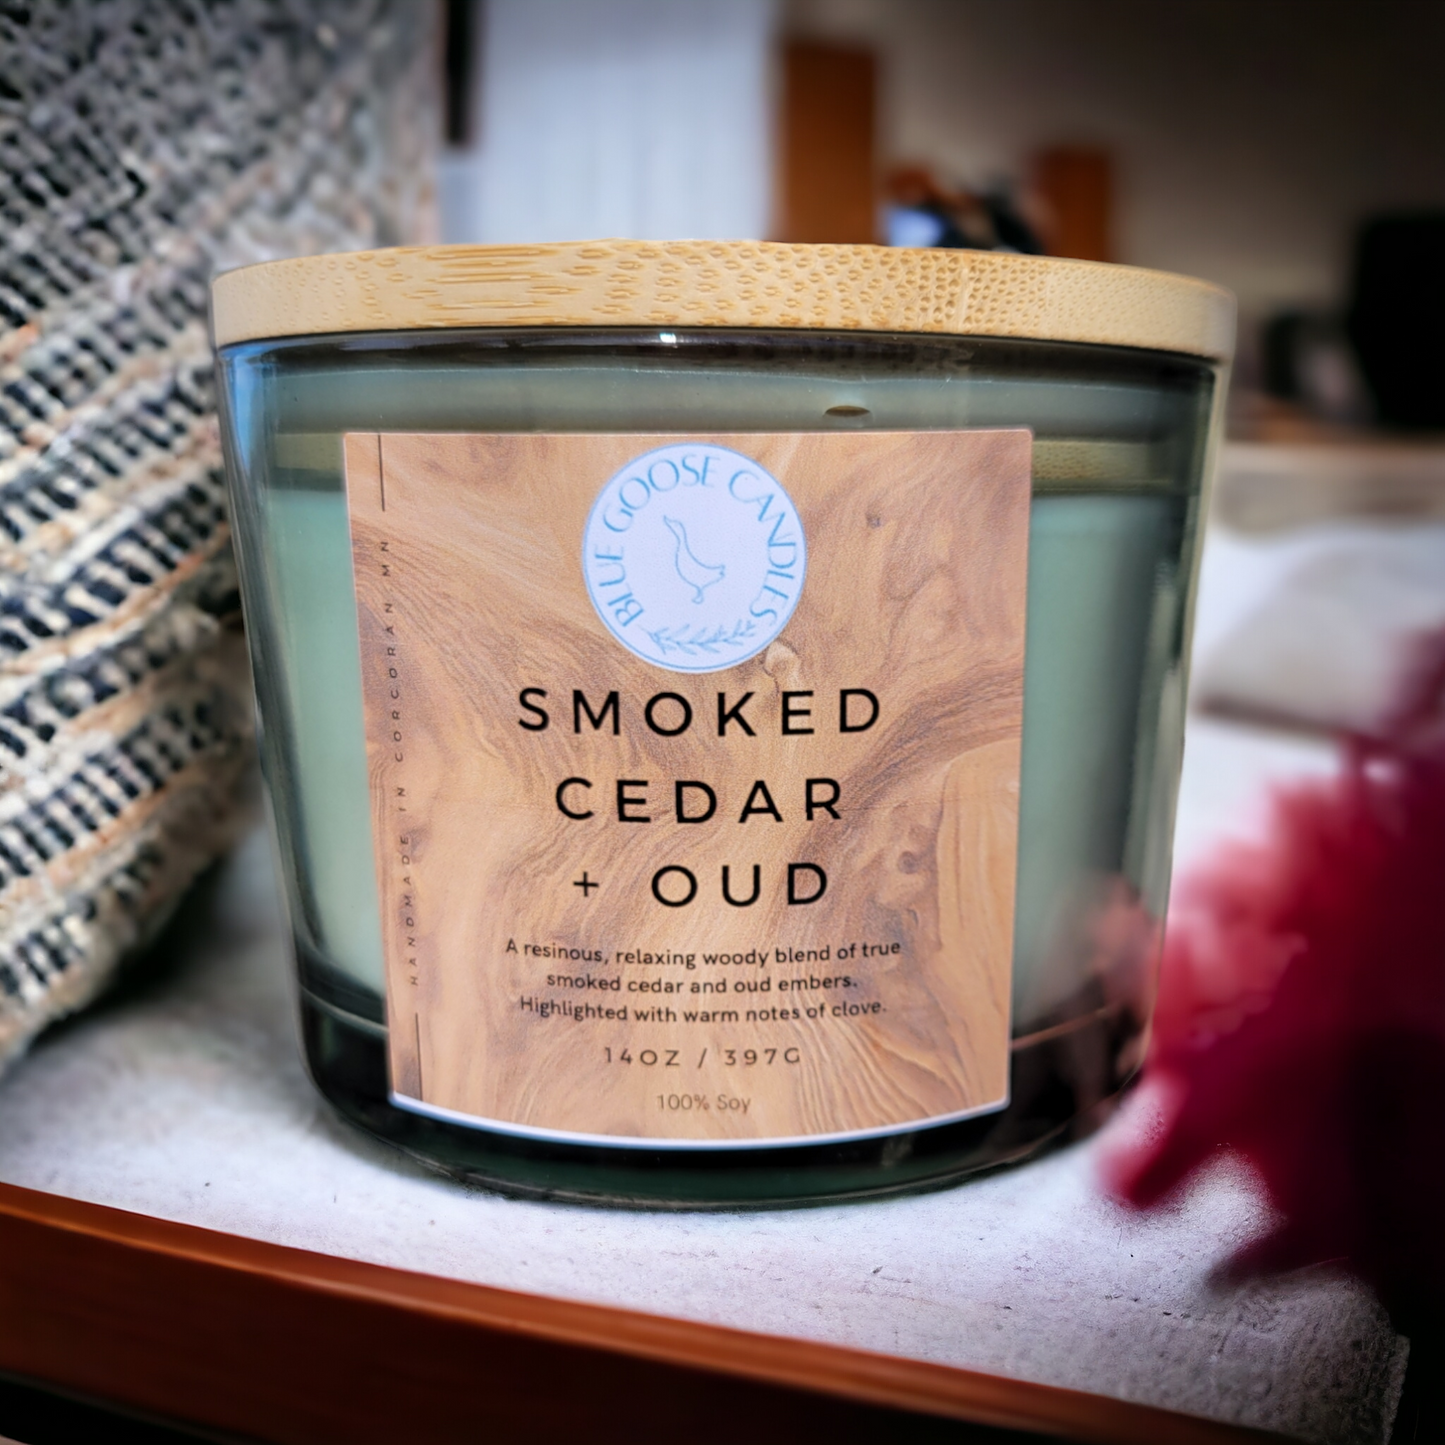 BLUE GOOSE CANDLES
SMOKED
CEDAR
+ OUD
A resinous, relaxing woody blend of true
smoked cedar and oud embers.
Highlighted with warm notes of clove.
14OZ / 397G
100% Soy
HANDMADE IN CORCORAN MN